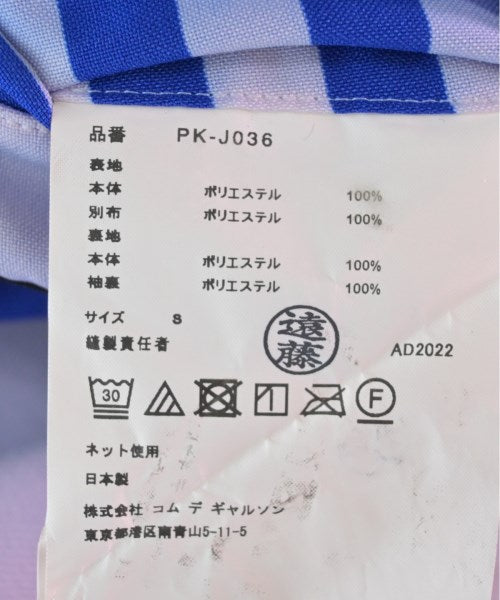 品番 PK-J036
表地
本体 ポリエステル 100%
別布 ポリエステル 100%
裏地
本体 ポリエステル 100%
袖裏 ポリエステル 100%
サイズ S
縫製責任者 遠藤 AD2022
30 F
ネット使用
日本製
株式会社 コム デ ギャルソン
東京都港区南青山5-11-5